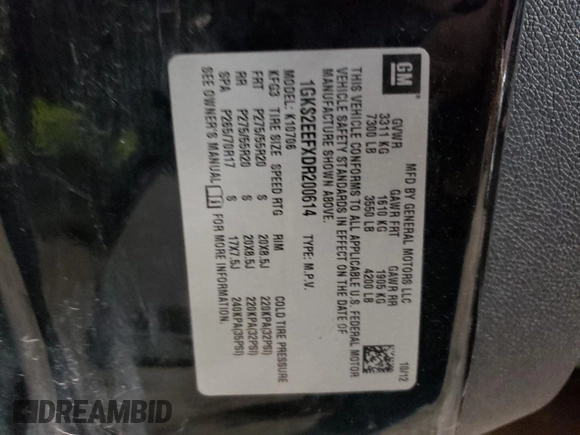 GM
MFD BY GENERAL MOTORS LLC
10/12
GVWR GAWR FRT GAWR RR
3311 KG 1610 KG 1905 KG
7300 LB 3550 LB 4200 LB
THIS VEHICLE CONFORMS TO ALL APPLICABLE U.S. FEDERAL MOTOR
VEHICLE SAFETY STANDARDS IN EFFECT ON THE DATE OF
MANUFACTURE SHOWN ABOVE.
1GKS2EEFXDR200614 TYPE: M.P.V.
MODEL: K10706
KFG3 TIRE SIZE SPEED RTG RIM COLD TIRE PRESSURE
FRT P275/55R20 S 20X8.5J 220KPA(32PSI)
RR P275/55R20 S 20X8.5J 220KPA(32PSI)
SPA P265/70R17 S 17X7.5J 240KPA(35PSI)
SEE OWNER'S MANUAL FOR MORE INFORMATION.
DREAMBID